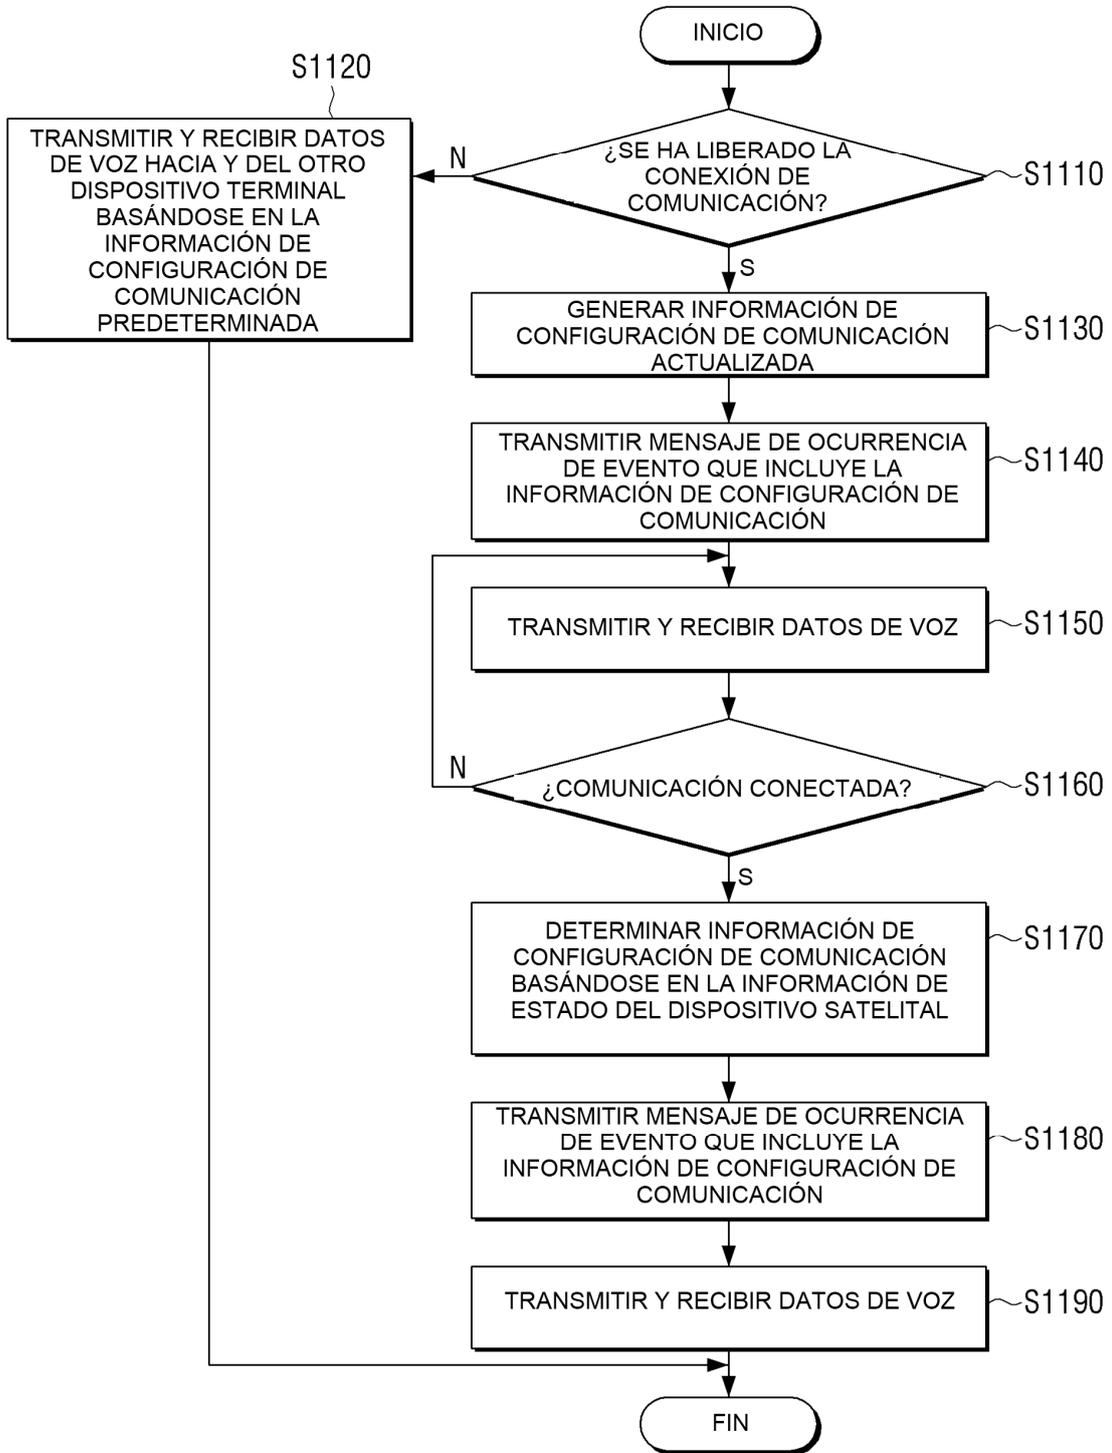 INICIO
S1120
TRANSMITIR Y RECIBIR DATOS
DE VOZ HACIA Y DEL OTRO
DISPOSITIVO TERMINAL
BASÁNDOSE EN LA
INFORMACIÓN DE
CONFIGURACIÓN DE
COMUNICACIÓN
PREDETERMINADA
N
¿SE HA LIBERADO LA
CONEXIÓN DE
COMUNICACIÓN?
S1110
S
GENERAR INFORMACIÓN DE
CONFIGURACIÓN DE COMUNICACIÓN
ACTUALIZADA
S1130
TRANSMITIR MENSAJE DE OCURRENCIA
DE EVENTO QUE INCLUYE LA
INFORMACIÓN DE CONFIGURACIÓN DE
COMUNICACIÓN
S1140
TRANSMITIR Y RECIBIR DATOS DE VOZ
S1150
N
¿COMUNICACIÓN CONECTADA?
S1160
S
DETERMINAR INFORMACIÓN DE
CONFIGURACIÓN DE COMUNICACIÓN
BASÁNDOSE EN LA INFORMACIÓN DE
ESTADO DEL DISPOSITIVO SATELITAL
S1170
TRANSMITIR MENSAJE DE OCURRENCIA
DE EVENTO QUE INCLUYE LA
INFORMACIÓN DE CONFIGURACIÓN DE
COMUNICACIÓN
S1180
TRANSMITIR Y RECIBIR DATOS DE VOZ
S1190
FIN